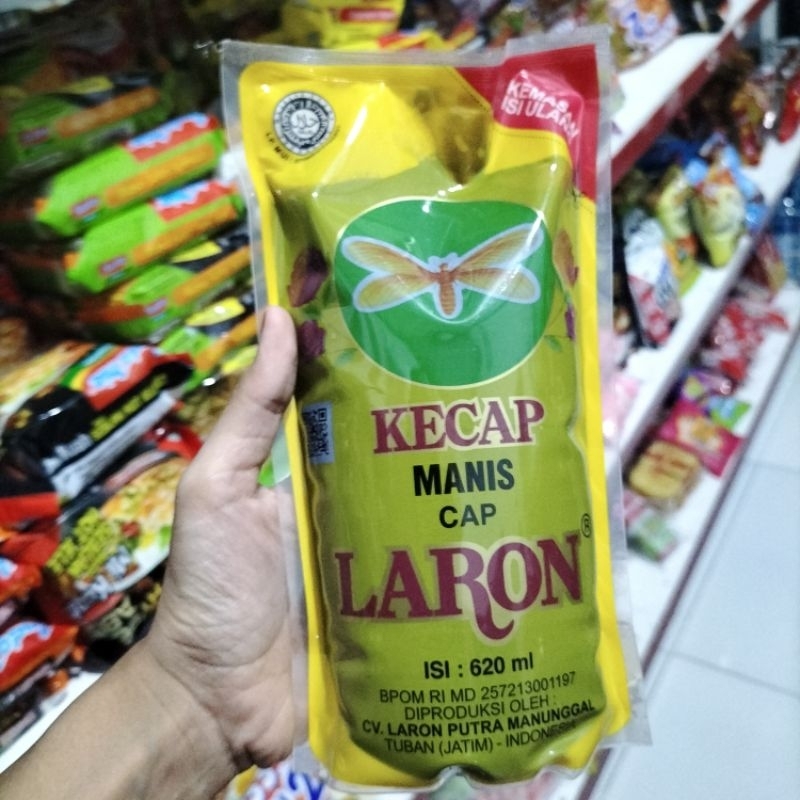 KEMASAN
ISI ULANG
KECAP
MANIS
CAP
LARON®
ISI : 620 ml
BPOM RI MD 257213001197
DIPRODUKSI OLEH :
CV. LARON PUTRA MANUNGGAL
TUBAN (JATIM) - INDONESIA